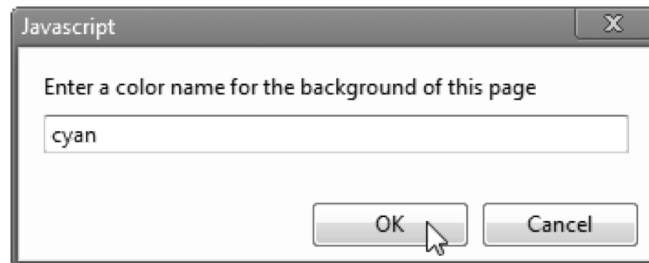 Javascript
Enter a color name for the background of this page
cyan
OK Cancel